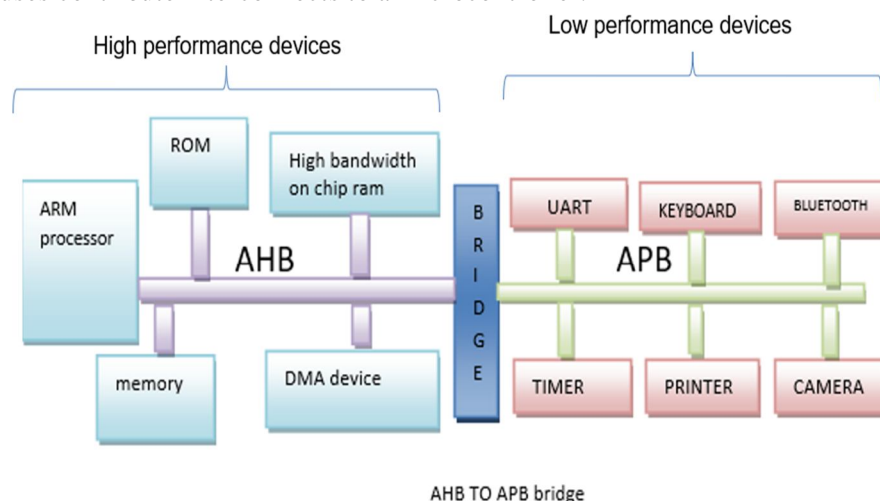 High performance devices
Low performance devices
ROM
High bandwidth
on chip ram
ARM
processor
AHB
memory
DMA device
B
R
I
D
G
E
UART
KEYBOARD
BLUETOOTH
APB
TIMER
PRINTER
CAMERA
AHB TO APB bridge